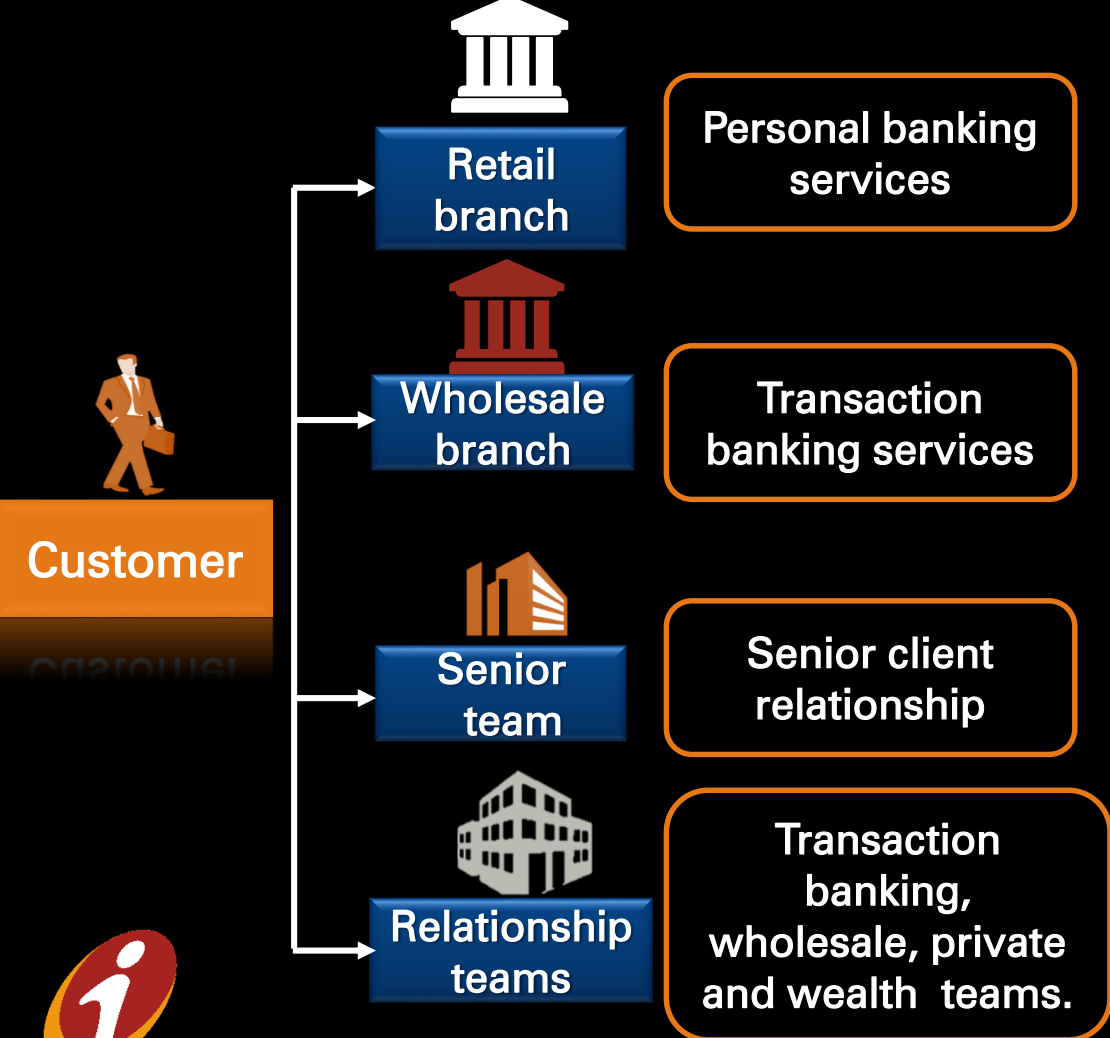 Retail
branch
Personal banking
services
Wholesale
branch
Transaction
banking services
Customer
Senior
team
Senior client
relationship
Relationship
teams
Transaction
banking,
wholesale, private
and wealth teams.
i